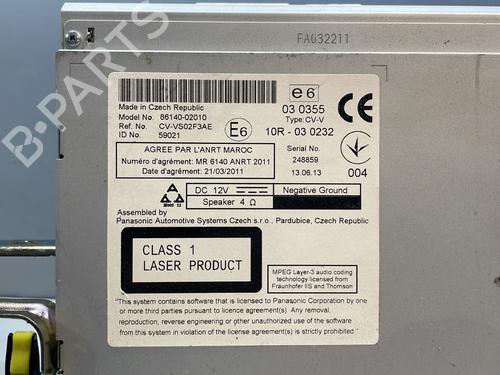 FA032211
B-PARTS
Made in Czech Republic
Model No. 86140-02010
Ref. No. CV-VS02F3AE
ID No. 59021
E6
e6
03 0355
Type:CV-V
10R - 03 0232
CE
AGREE PAR L'ANRT MAROC
Numéro d'agrément: MR 6140 ANRT 2011
Date d'agrément: 21/03/2011
Serial No.
248859
13.06.13
004
DC 12V
Negative Ground
Speaker 4 Ω
Assembled by
Panasonic Automotive Systems Czech s.r.o., Pardubice, Czech Republic
CLASS 1
LASER PRODUCT
MPEG Layer-3 audio coding
technology licensed from
Fraunhofer IIS and Thomson
"This system contains software that is licensed to Panasonic Corporation by one
or more third parties pursuant to license agreement(s). Any removal,
reproduction, reverse engineering or other unauthorized use of the software
from this system in violation of the license agreement(s) is strictly prohibited."